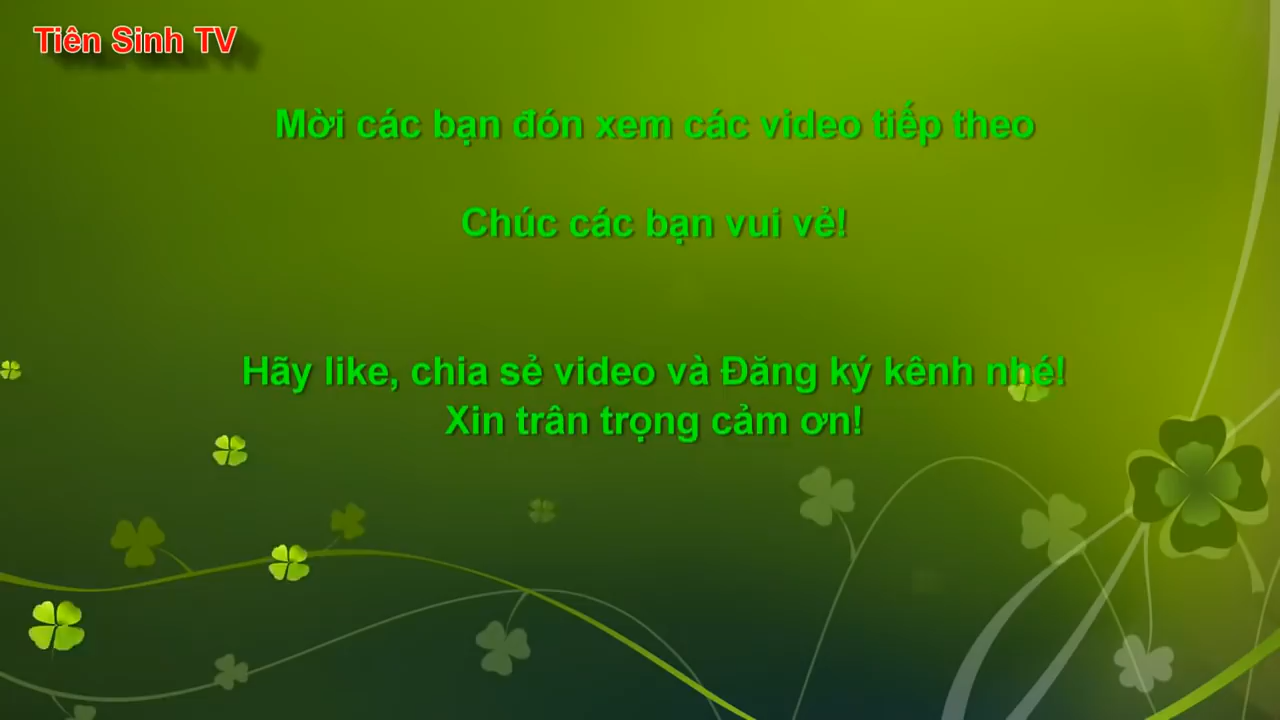 Tiên Sinh TV
Mời các bạn đón xem các video tiếp theo
Chúc các bạn vui vẻ!
Hãy like, chia sẻ video và Đăng ký kênh nhé!
Xin trân trọng cảm ơn!